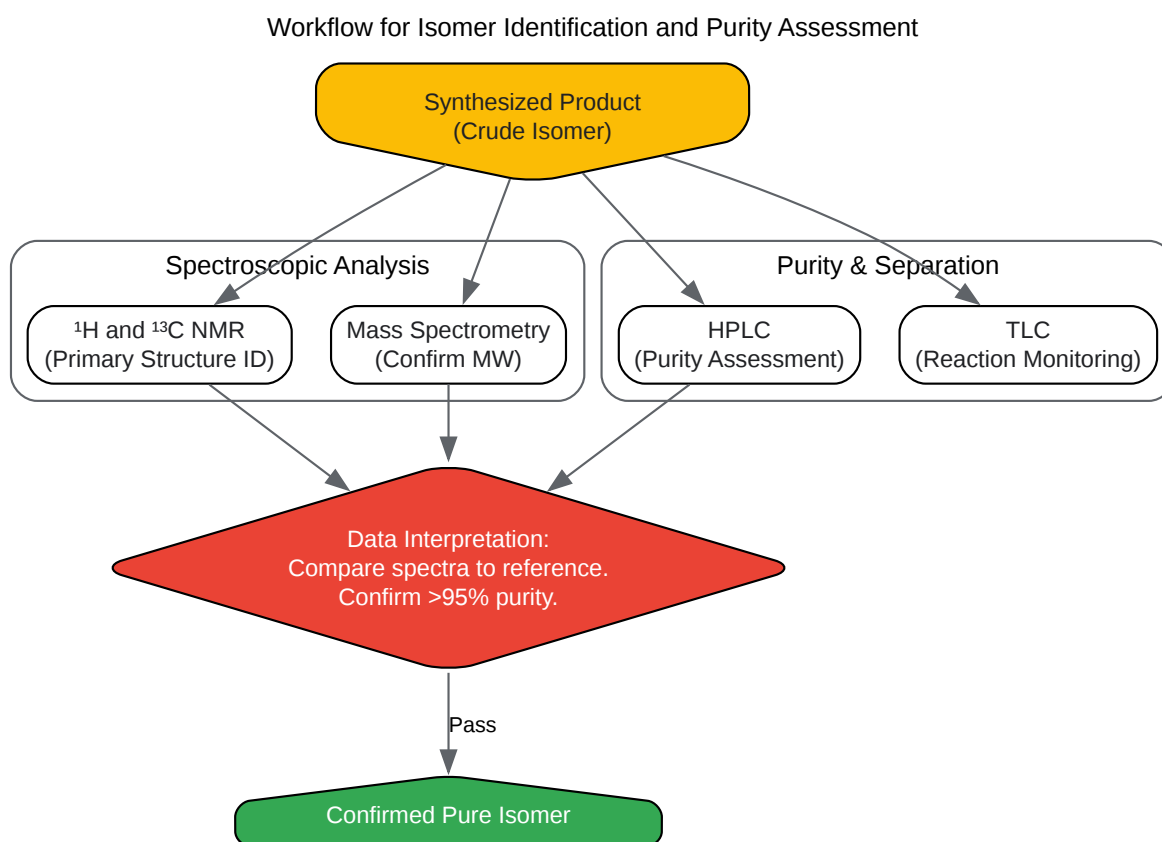 Workflow for Isomer Identification and Purity Assessment
Synthesized Product
(Crude Isomer)
Spectroscopic Analysis
¹H and ¹³C NMR
(Primary Structure ID)
Mass Spectrometry
(Confirm MW)
Purity & Separation
HPLC
(Purity Assessment)
TLC
(Reaction Monitoring)
Data Interpretation:
Compare spectra to reference.
Confirm >95% purity.
Pass
Confirmed Pure Isomer